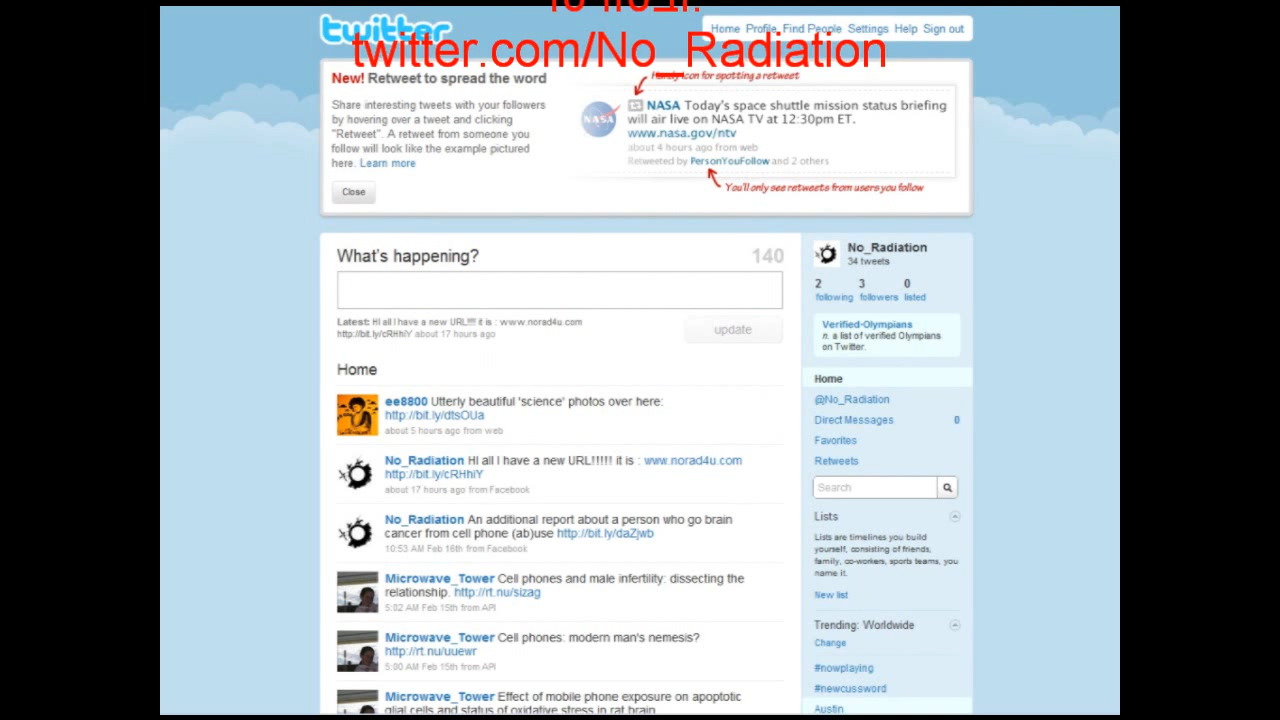 twitter
Home Profile Find People Settings Help Sign out
twitter.com/No_Radiation
New! Retweet to spread the word
Share interesting tweets with your followers
by hovering over a tweet and clicking
"Retweet". A retweet from someone you
follow will look like the example pictured
here. Learn more
Close
Handy icon for spotting a retweet
NASA
NASA Today's space shuttle mission status briefing
will air live on NASA TV at 12:30pm ET.
www.nasa.gov/ntv
about 4 hours ago from web
Retweeted by PersonYouFollow and 2 others
You'll only see retweets from users you follow
What's happening?
140
Latest: HI all I have a new URL!!!! it is : www.norad4u.com
http://bit.ly/cRHhlY about 17 hours ago
update
Home
ee8800 Utterly beautiful 'science' photos over here:
http://bit.ly/dtsOUa
about 5 hours ago from web
No_Radiation HI all I have a new URL!!!!! it is : www.norad4u.com
http://bit.ly/cRHhlY
about 17 hours ago from Facebook
No_Radiation An additional report about a person who go brain
cancer from cell phone (ab)use http://bit.ly/daZjwb
10:53 AM Feb 16th from Facebook
Microwave_Tower Cell phones and male infertility: dissecting the
relationship. http://rt.nu/sizag
5:02 AM Feb 15th from API
Microwave_Tower Cell phones: modern man's nemesis?
http://rt.nu/uuewr
5:00 AM Feb 15th from API
Microwave_Tower Effect of mobile phone exposure on apoptotic
glial cells and status of oxidative stress in rat brain
No_Radiation
34 tweets
2 3 0
following followers listed
Verified-Olympians
n. a list of verified Olympians
on Twitter.
Home
@No_Radiation
Direct Messages 0
Favorites
Retweets
Search
Lists
Lists are timelines you build
yourself, consisting of friends,
family, co-workers, sports teams, you
name it.
New list
Trending: Worldwide
Change
#nowplaying
#newcussword
Austin